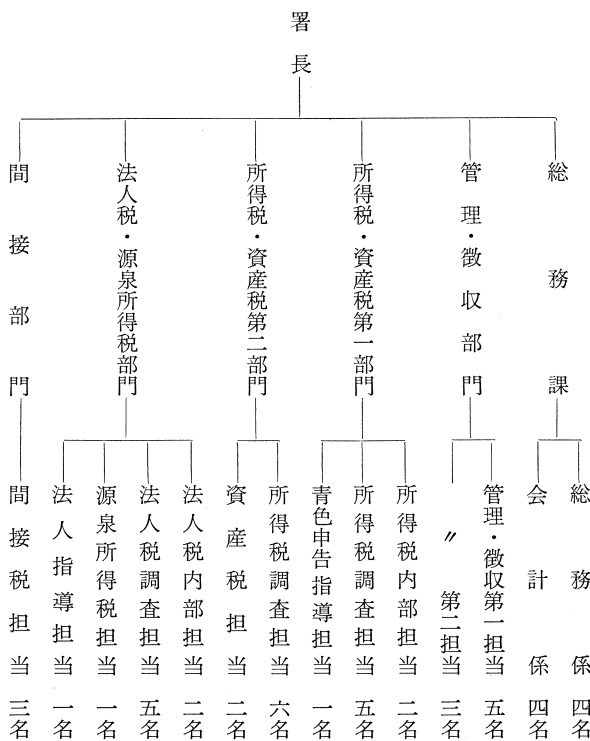 署長
総務課
管理・徴収部門
所得税・資産税第一部門
所得税・資産税第二部門
法人税・源泉所得税部門
間接部門
総務係 四名
会計係 四名
管理・徴収第一担当 五名
〃 第二担当 三名
所得税内部担当 二名
所得税調査担当 五名
青色申告指導担当 一名
所得税調査担当 六名
資産税担当 二名
法人税内部担当 二名
法人税調査担当 五名
源泉所得税担当 一名
法人指導担当 一名
間接税担当 三名